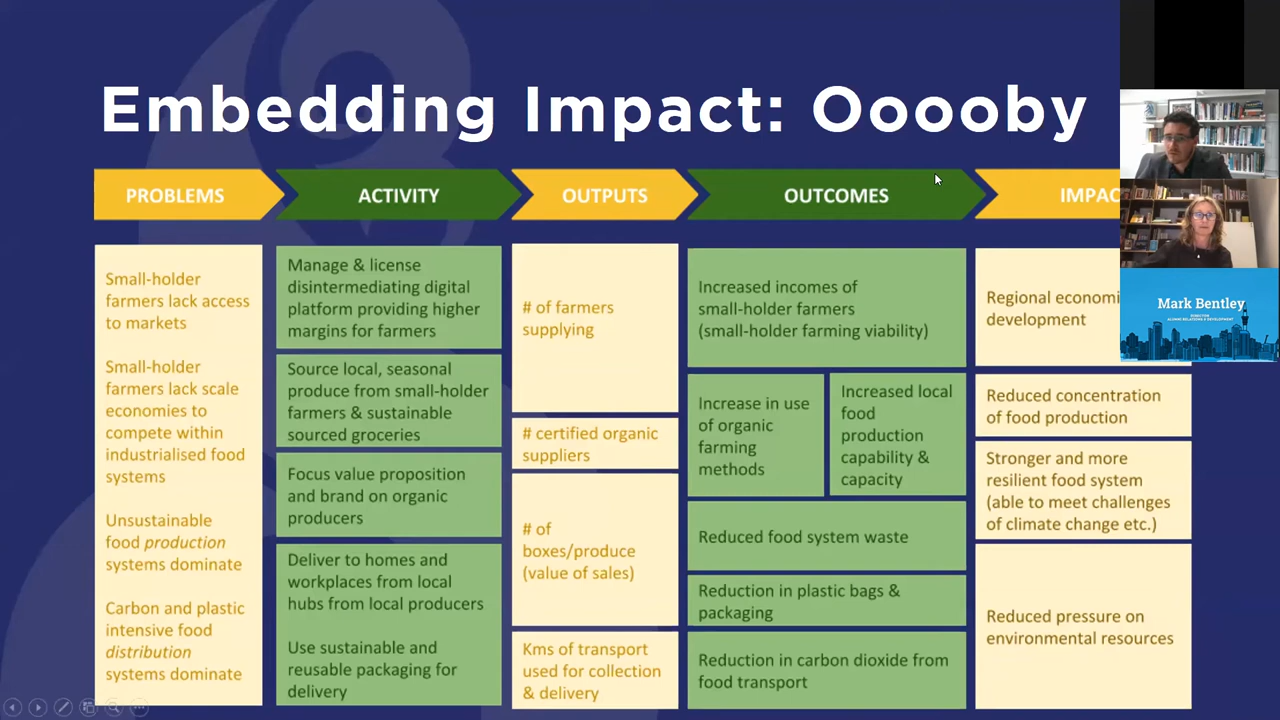 Embedding Impact: Ooooby
PROBLEMS
ACTIVITY
OUTPUTS
OUTCOMES
IMPAC
Small-holder
farmers lack access
to markets
Small-holder
farmers lack scale
economies to
compete within
industrialised food
systems
Unsustainable
food production
systems dominate
Carbon and plastic
intensive food
distribution
systems dominate
Manage & license
disintermediating digital
platform providing higher
margins for farmers
Source local, seasonal
produce from small-holder
farmers & sustainable
sourced groceries
Focus value proposition
and brand on organic
producers
Deliver to homes and
workplaces from local
hubs from local producers
Use sustainable and
reusable packaging for
delivery
# of farmers
supplying
# certified organic
suppliers
# of
boxes/produce
(value of sales)
Kms of transport
used for collection
& delivery
Increased incomes of
small-holder farmers
(small-holder farming viability)
Increase in use
of organic
farming
methods
Increased local
food
production
capability &
capacity
Reduced food system waste
Reduction in plastic bags &
packaging
Reduction in carbon dioxide from
food transport
Regional economi
development
Reduced concentration
of food production
Stronger and more
resilient food system
(able to meet challenges
of climate change etc.)
Reduced pressure on
environmental resources
Mark Bentley
DIRECTOR
ALUMNI RELATIONS & DEVELOPMENT